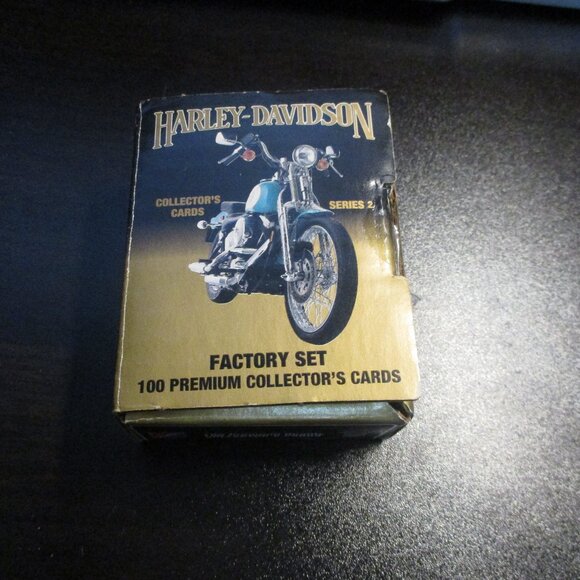 HARLEY-DAVIDSON
COLLECTOR'S
CARDS
SERIES 2
FACTORY SET
100 PREMIUM COLLECTOR'S CARDS